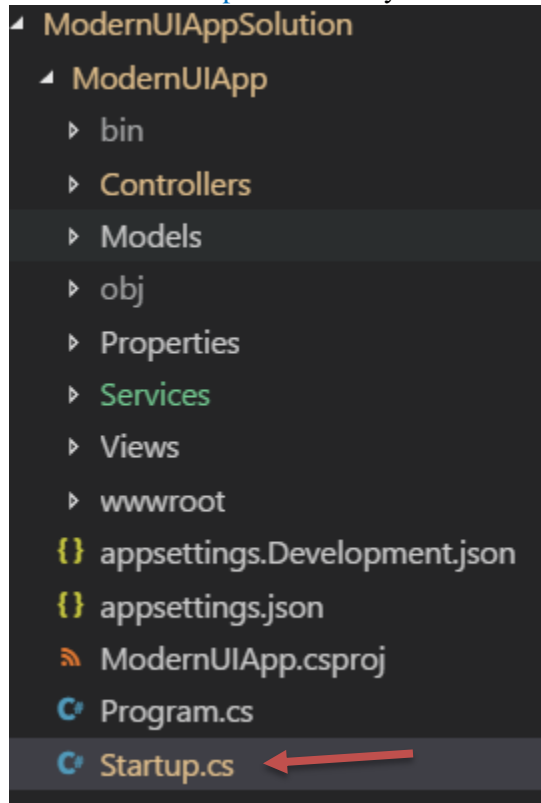 ModernUIAppSolution
ModernUIApp
bin
Controllers
Models
obj
Properties
Services
Views
wwwroot
{} appsettings.Development.json
{} appsettings.json
ModernUIApp.csproj
C# Program.cs
C# Startup.cs